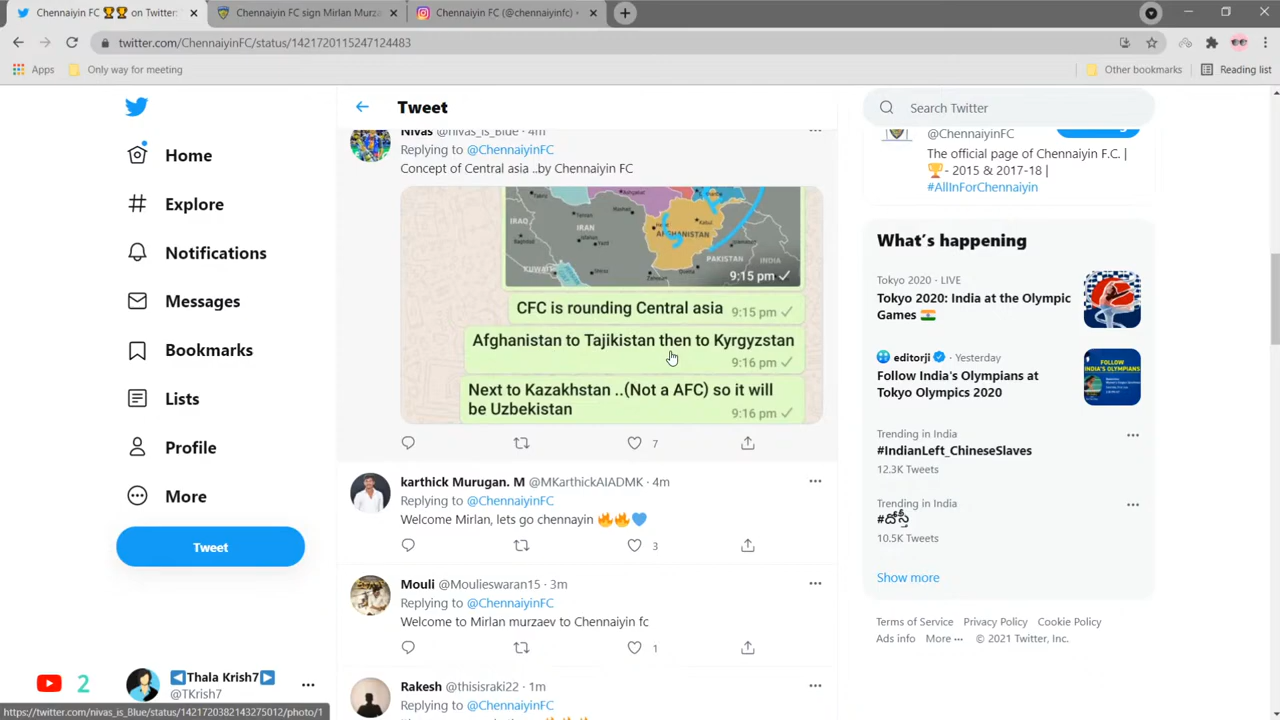 Chennaiyin FC 🏆🏆 on Twitter:
Chennaiyin FC sign Mirlan Murza
Chennaiyin FC (@chennaiyinfc) •
twitter.com/ChennaiyinFC/status/1421720115247124483
Apps
Only way for meeting
Other bookmarks
Reading list
Home
Explore
Notifications
Messages
Bookmarks
Lists
Profile
More
Tweet
2
Thala Krish7
@TKrish7
https://twitter.com/nivas_is_Blue/status/1421720382143275012/photo/1
Tweet
Nivas @nivas_is_Blue · 4m
Replying to @ChennaiyinFC
Concept of Central asia ..by Chennaiyin FC
IRAQ
IRAN
AFGHANISTAN
PAKISTAN
INDIA
Kuwait
9:15 pm
CFC is rounding Central asia 9:15 pm
Afghanistan to Tajikistan then to Kyrgyzstan
9:16 pm
Next to Kazakhstan ..(Not a AFC) so it will
be Uzbekistan 9:16 pm
7
karthick Murugan. M @MKarthickAIADMK · 4m
Replying to @ChennaiyinFC
Welcome Mirlan, lets go chennayin 🔥🔥💙
3
Mouli @Moulieswaran15 · 3m
Replying to @ChennaiyinFC
Welcome to Mirlan murzaev to Chennaiyin fc
1
Rakesh @thisisraki22 · 1m
Replying to @ChennaiyinFC
Search Twitter
@ChennaiyinFC
The official page of Chennaiyin F.C. |
🏆- 2015 & 2017-18 |
#AllInForChennaiyin
What's happening
Tokyo 2020 · LIVE
Tokyo 2020: India at the Olympic
Games 🇮🇳
editorji · Yesterday
Follow India's Olympians at
Tokyo Olympics 2020
FOLLOW
INDIA'S OLYMPIANS
AT
Trending in India
#IndianLeft_ChineseSlaves
12.3K Tweets
Trending in India
#దోస్తీ
10.5K Tweets
Show more
Terms of Service Privacy Policy Cookie Policy
Ads info More ··· © 2021 Twitter, Inc.